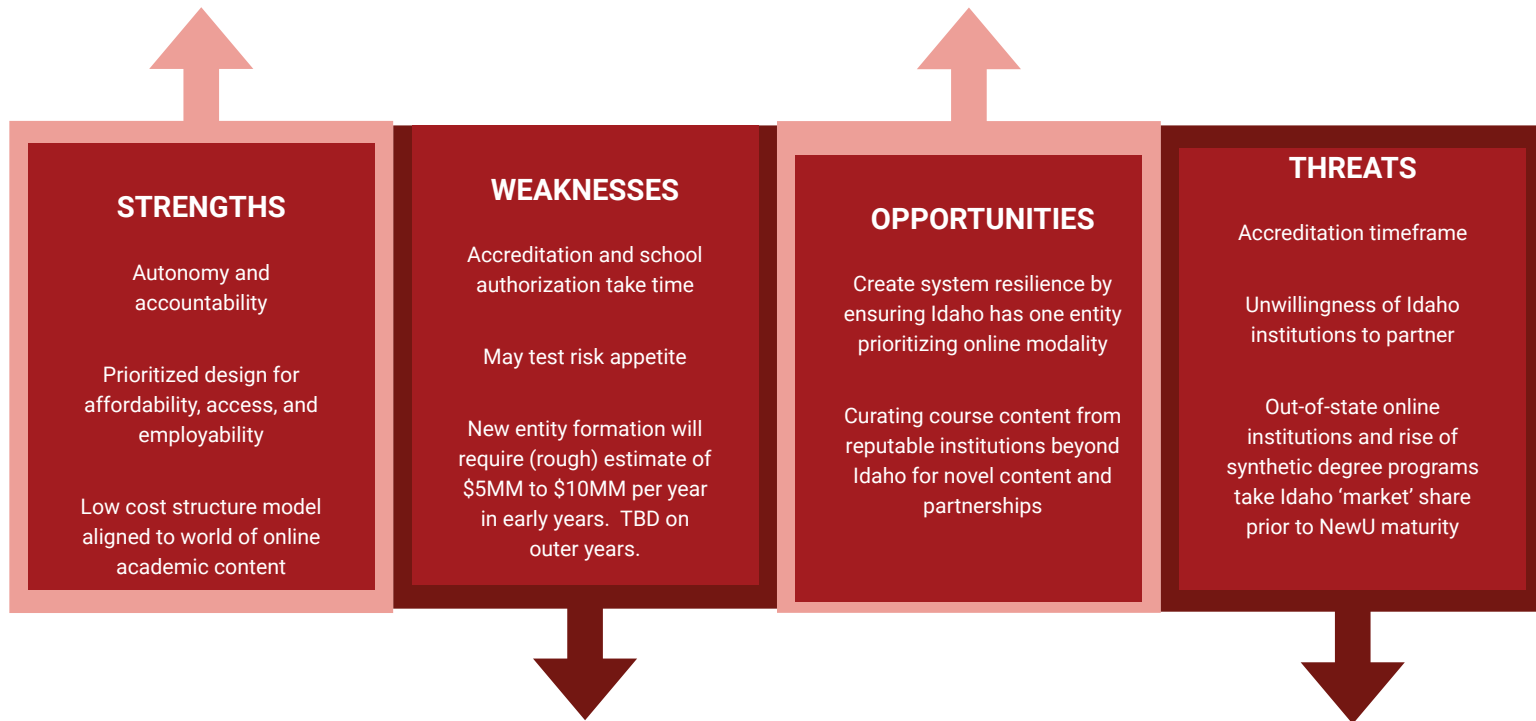 STRENGTHS
Autonomy and
accountability
Prioritized design for
affordability, access, and
employability
Low cost structure model
aligned to world of online
academic content
WEAKNESSES
Accreditation and school
authorization take time
May test risk appetite
New entity formation will
require (rough) estimate of
$5MM to $10MM per year
in early years.  TBD on
outer years.
OPPORTUNITIES
Create system resilience by
ensuring Idaho has one entity
prioritizing online modality
Curating course content from
reputable institutions beyond
Idaho for novel content and
partnerships
THREATS
Accreditation timeframe
Unwillingness of Idaho
institutions to partner
Out-of-state online
institutions and rise of
synthetic degree programs
take Idaho ‘market’ share
prior to NewU maturity